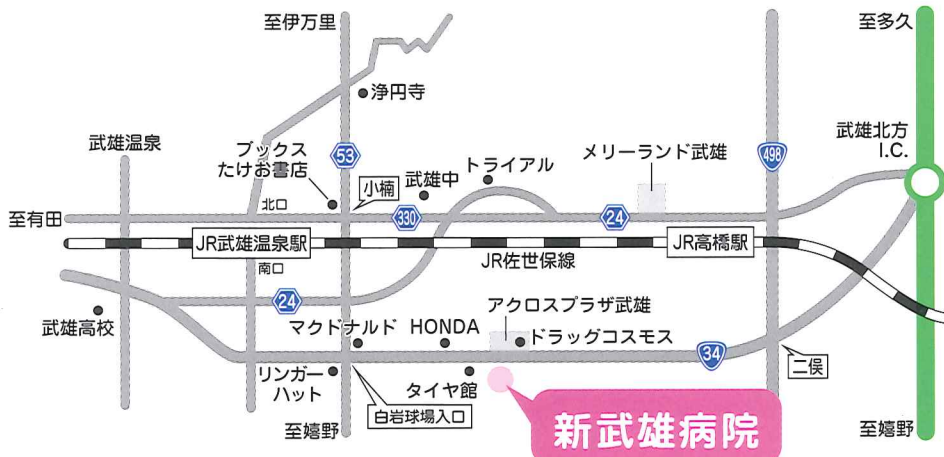 至伊万里
至多久
浄円寺
武雄温泉
ブックス
たけお書店
53
小楠
武雄中
トライアル
メリーランド武雄
498
武雄北方
I.C.
至有田
北口
330
24
JR武雄温泉駅
JR高橋駅
JR佐世保線
南口
24
武雄高校
マクドナルド
HONDA
アクロスプラザ武雄
ドラッグコスモス
34
二俣
リンガー
ハット
白岩球場入口
タイヤ館
新武雄病院
至嬉野
至嬉野